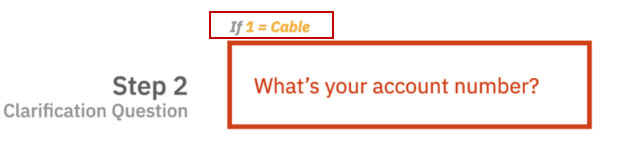 If 1 = Cable
Step 2
Clarification Question
What's your account number?